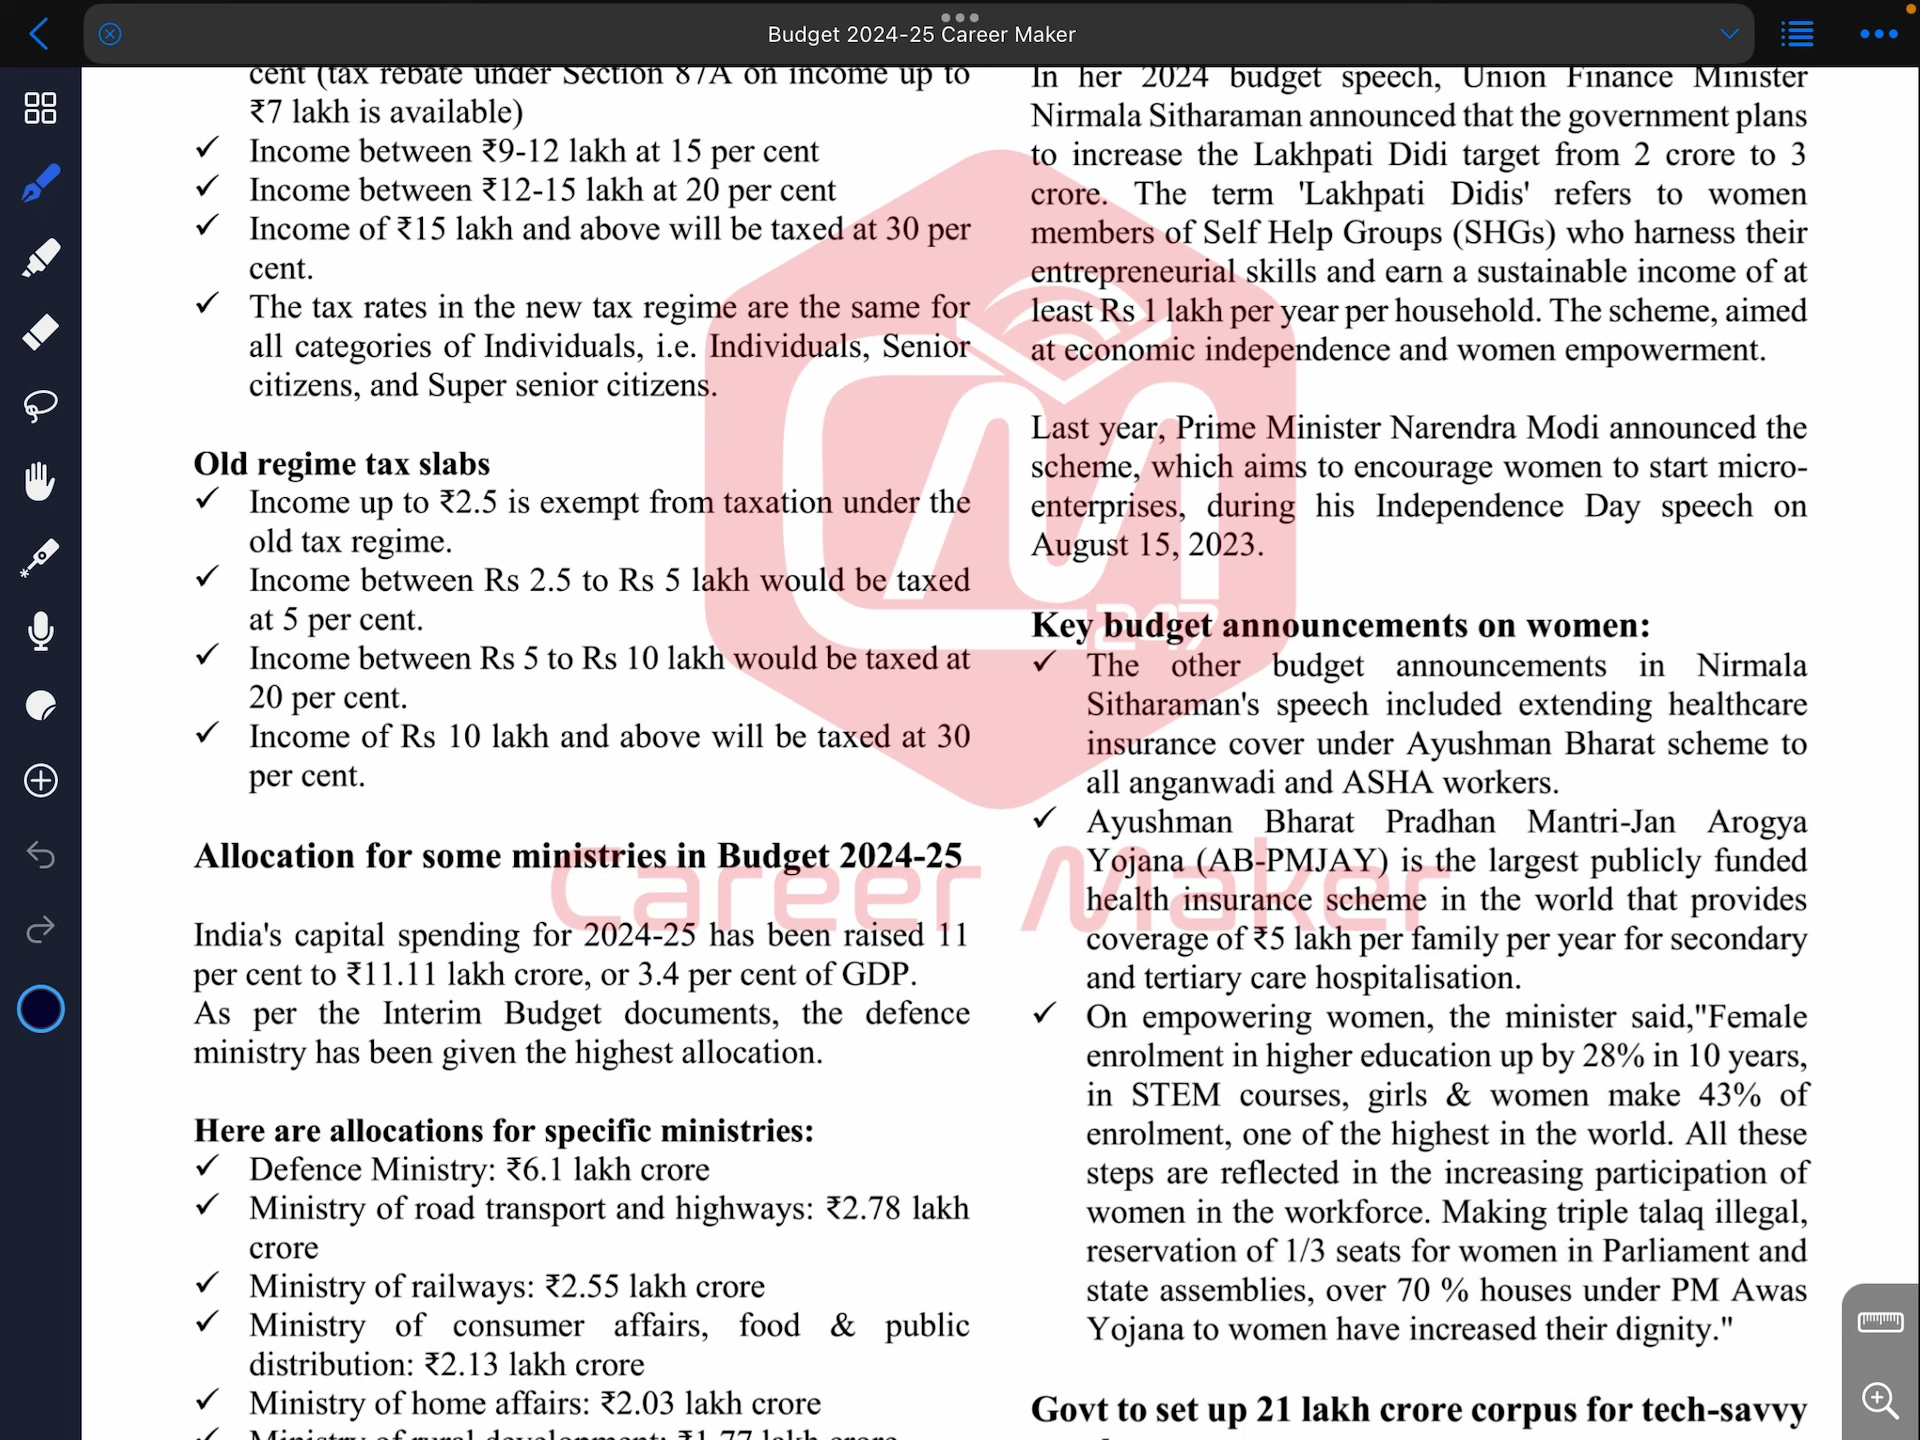 Budget 2024-25 Career Maker
cent (tax rebate under Section 87A on income up to
₹7 lakh is available)
✓ Income between ₹9-12 lakh at 15 per cent
✓ Income between ₹12-15 lakh at 20 per cent
✓ Income of ₹15 lakh and above will be taxed at 30 per
cent.
✓ The tax rates in the new tax regime are the same for
all categories of Individuals, i.e. Individuals, Senior
citizens, and Super senior citizens.
Old regime tax slabs
✓ Income up to ₹2.5 is exempt from taxation under the
old tax regime.
✓ Income between Rs 2.5 to Rs 5 lakh would be taxed
at 5 per cent.
✓ Income between Rs 5 to Rs 10 lakh would be taxed at
20 per cent.
✓ Income of Rs 10 lakh and above will be taxed at 30
per cent.
Allocation for some ministries in Budget 2024-25
India's capital spending for 2024-25 has been raised 11
per cent to ₹11.11 lakh crore, or 3.4 per cent of GDP.
As per the Interim Budget documents, the defence
ministry has been given the highest allocation.
Here are allocations for specific ministries:
✓ Defence Ministry: ₹6.1 lakh crore
✓ Ministry of road transport and highways: ₹2.78 lakh
crore
✓ Ministry of railways: ₹2.55 lakh crore
✓ Ministry of consumer affairs, food & public
distribution: ₹2.13 lakh crore
✓ Ministry of home affairs: ₹2.03 lakh crore
✓ Ministry of rural development: ₹1.77 lakh crore
In her 2024 budget speech, Union Finance Minister
Nirmala Sitharaman announced that the government plans
to increase the Lakhpati Didi target from 2 crore to 3
crore. The term 'Lakhpati Didis' refers to women
members of Self Help Groups (SHGs) who harness their
entrepreneurial skills and earn a sustainable income of at
least Rs 1 lakh per year per household. The scheme, aimed
at economic independence and women empowerment.
Last year, Prime Minister Narendra Modi announced the
scheme, which aims to encourage women to start micro-
enterprises, during his Independence Day speech on
August 15, 2023.
Key budget announcements on women:
✓ The other budget announcements in Nirmala
Sitharaman's speech included extending healthcare
insurance cover under Ayushman Bharat scheme to
all anganwadi and ASHA workers.
✓ Ayushman Bharat Pradhan Mantri-Jan Arogya
Yojana (AB-PMJAY) is the largest publicly funded
health insurance scheme in the world that provides
coverage of ₹5 lakh per family per year for secondary
and tertiary care hospitalisation.
✓ On empowering women, the minister said,"Female
enrolment in higher education up by 28% in 10 years,
in STEM courses, girls & women make 43% of
enrolment, one of the highest in the world. All these
steps are reflected in the increasing participation of
women in the workforce. Making triple talaq illegal,
reservation of 1/3 seats for women in Parliament and
state assemblies, over 70 % houses under PM Awas
Yojana to women have increased their dignity."
Govt to set up 21 lakh crore corpus for tech-savvy
247
Career Maker